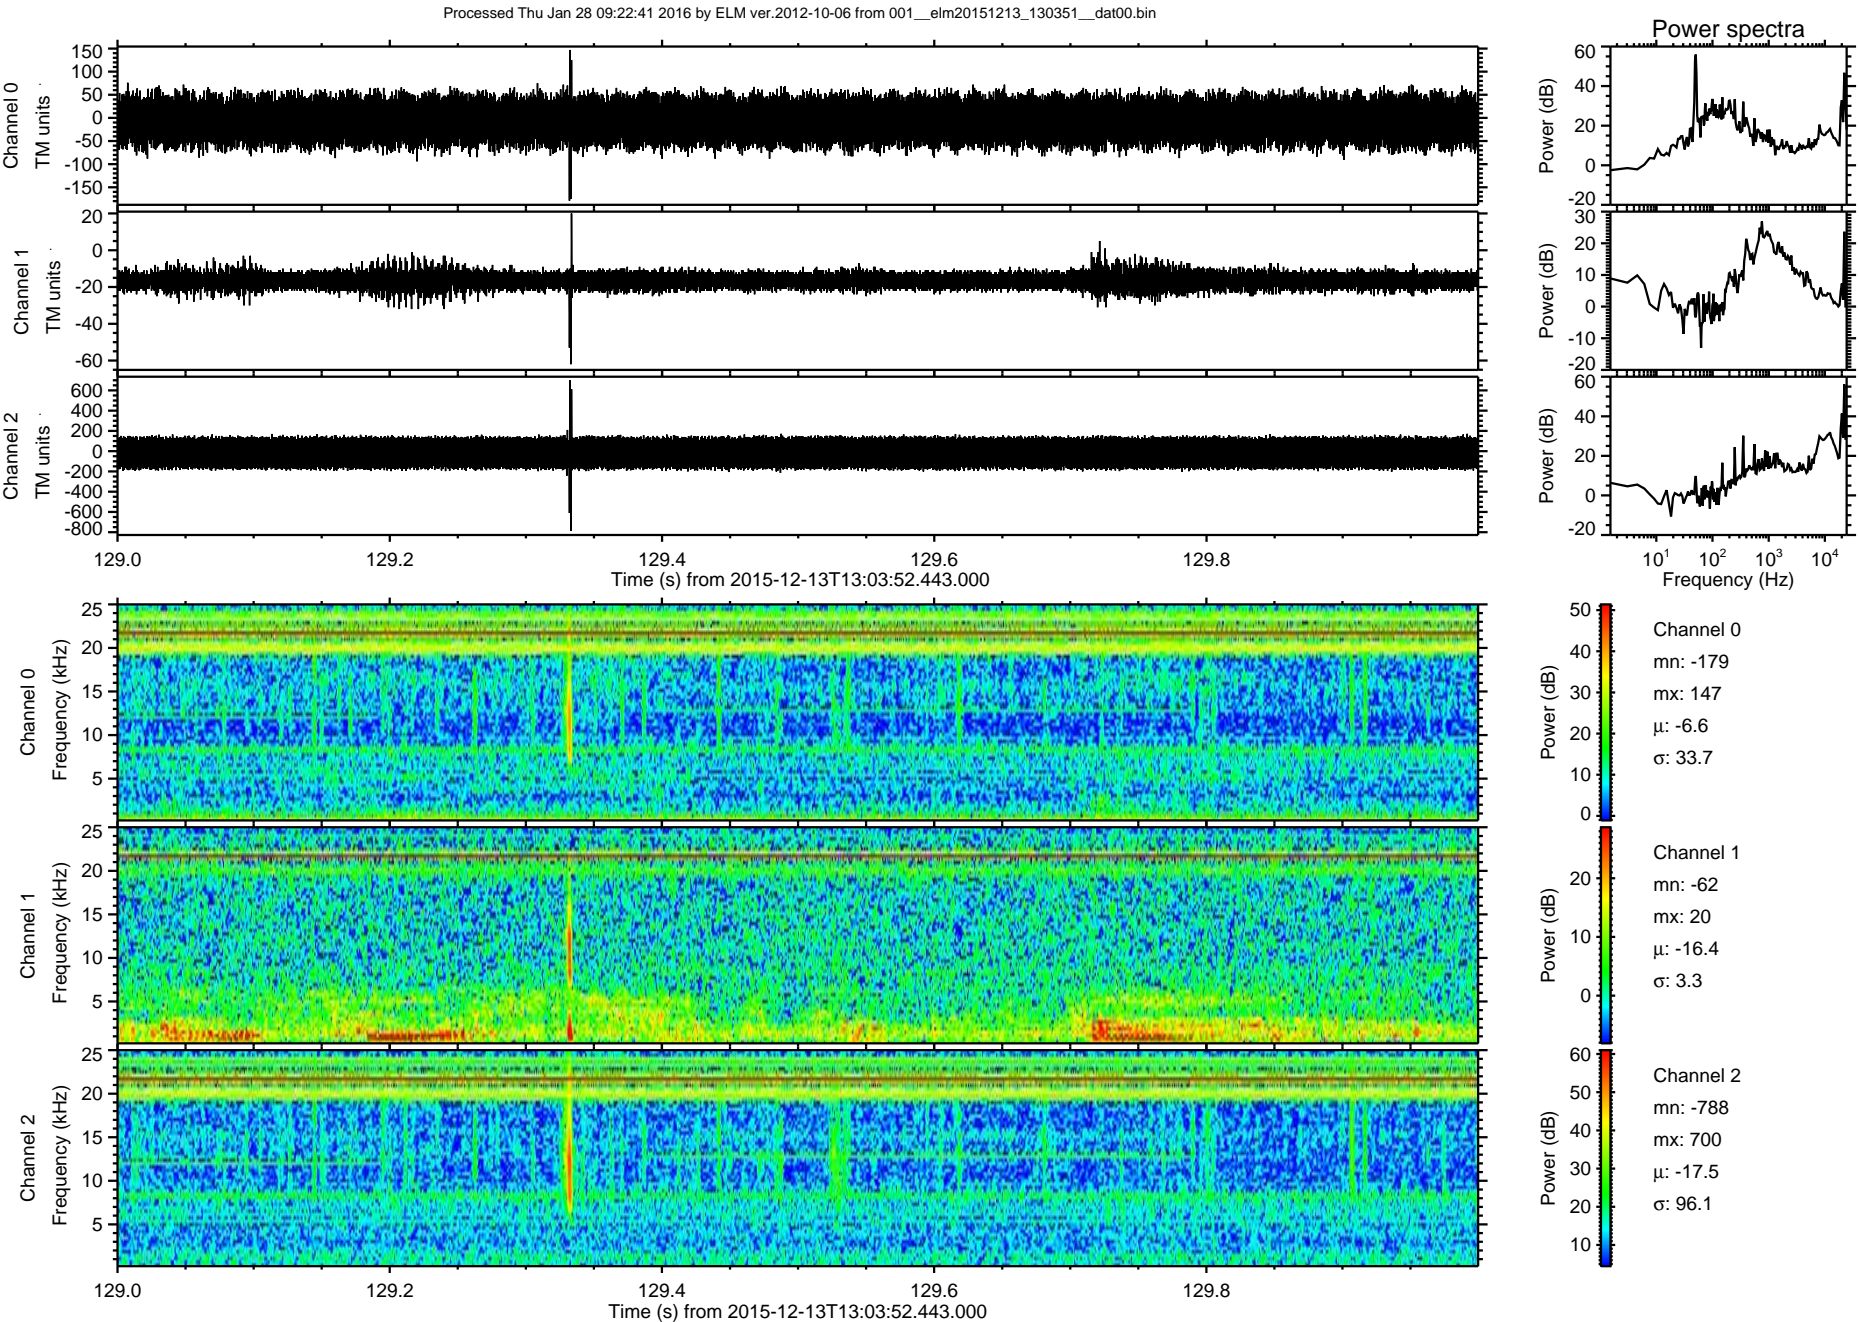 Processed Thu Jan 28 09:22:41 2016 by ELM ver.2012-10-06 from 001__elm20151213_130351__dat00.bin
Power spectra
Channel 0
TM units
150
100
50
0
-50
-100
-150
Power (dB)
60
40
20
0
-20
Channel 1
TM units
20
0
-20
-40
-60
Power (dB)
30
20
10
0
-10
-20
Channel 2
TM units
600
400
200
0
-200
-400
-600
-800
Power (dB)
60
40
20
0
-20
129.0 129.2 129.4 129.6 129.8
Time (s) from 2015-12-13T13:03:52.443.000
10¹ 10² 10³ 10⁴
Frequency (Hz)
Channel 0
Frequency (kHz)
25
20
15
10
5
Power (dB)
50
40
30
20
10
0
Channel 0
mn: -179
mx: 147
μ: -6.6
σ: 33.7
Channel 1
Frequency (kHz)
25
20
15
10
5
Power (dB)
20
10
0
Channel 1
mn: -62
mx: 20
μ: -16.4
σ: 3.3
Channel 2
Frequency (kHz)
25
20
15
10
5
Power (dB)
60
50
40
30
20
10
Channel 2
mn: -788
mx: 700
μ: -17.5
σ: 96.1
129.0 129.2 129.4 129.6 129.8
Time (s) from 2015-12-13T13:03:52.443.000